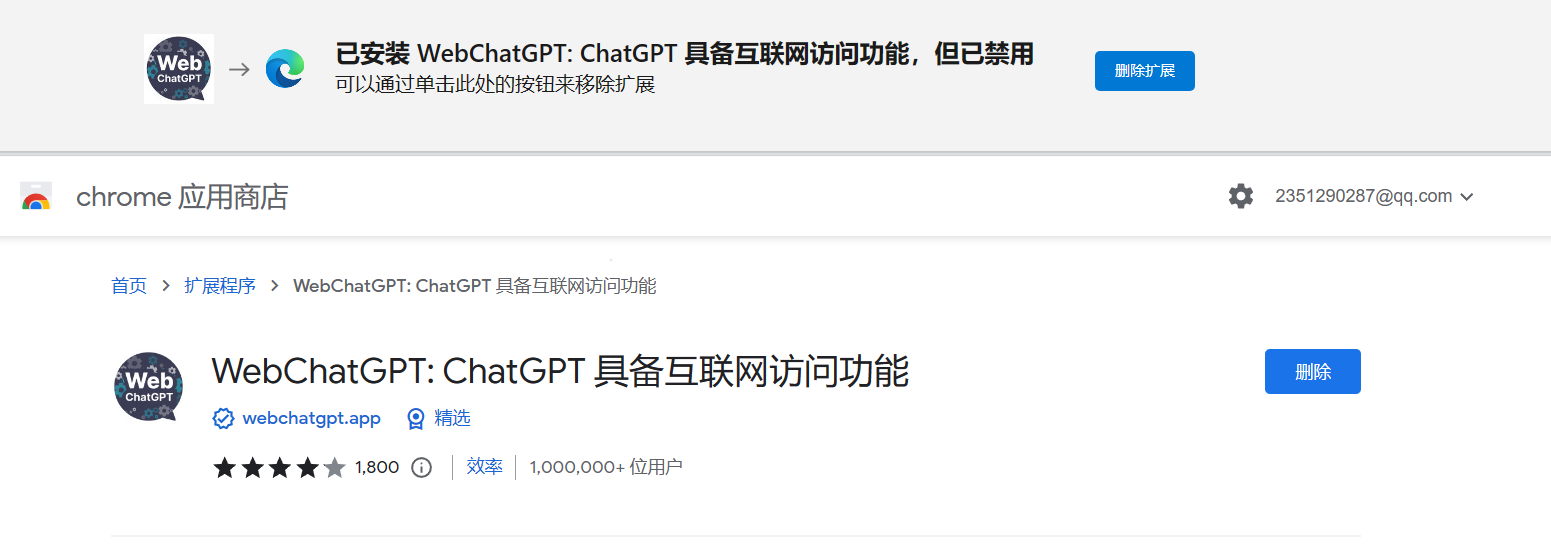 Web
ChatGPT
已安装 WebChatGPT: ChatGPT 具备互联网访问功能，但已禁用
可以通过单击此处的按钮来移除扩展
删除扩展
chrome 应用商店
2351290287@qq.com
首页
扩展程序
WebChatGPT: ChatGPT 具备互联网访问功能
Web
ChatGPT
WebChatGPT: ChatGPT 具备互联网访问功能
删除
webchatgpt.app
精选
1,800
效率
1,000,000+ 位用户